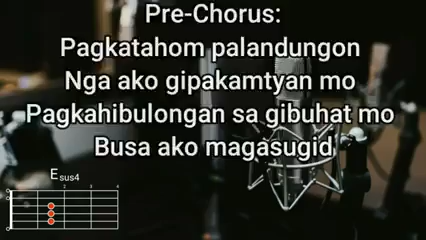 Pre-Chorus:
Pagkatahom palandungon
Nga ako gipakamtyan mo
Pagkahibulongan sa gibuhat mo
Busa ako magasugid
Esus4